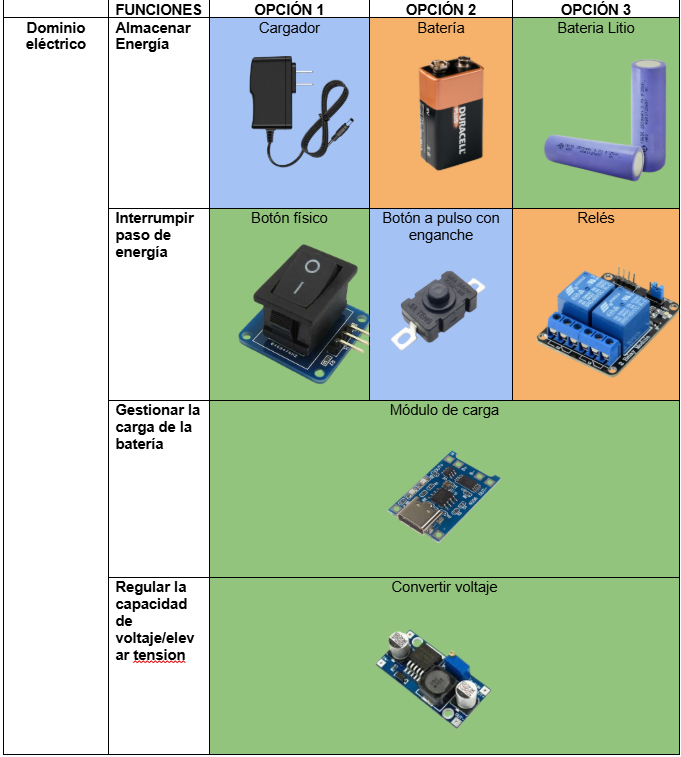 FUNCIONES OPCIÓN 1 OPCIÓN 2 OPCIÓN 3
Dominio
eléctrico
Almacenar
Energía
Cargador
Batería
Bateria Litio
DURACELL
Interrumpir
paso de
energía
Botón físico
Botón a pulso con
enganche
Relés
Gestionar la
carga de la
batería
Módulo de carga
Regular la
capacidad
de
voltaje/elev
ar tension
Convertir voltaje